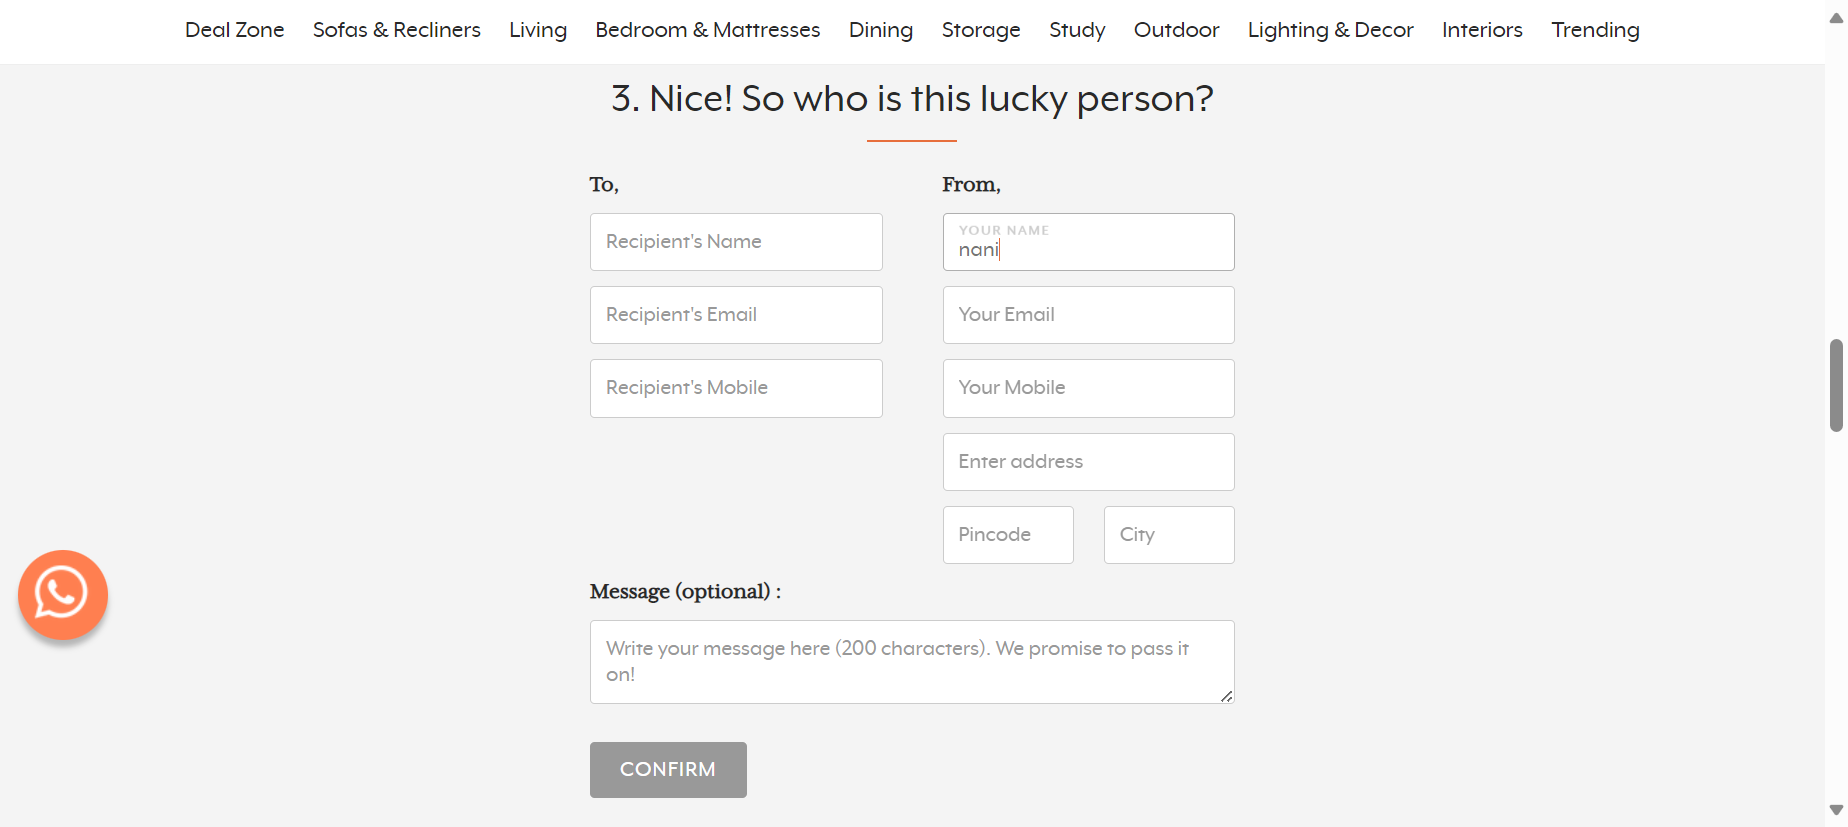 Deal Zone Sofas & Recliners Living Bedroom & Mattresses Dining Storage Study Outdoor Lighting & Decor Interiors Trending
3. Nice! So who is this lucky person?
To,
Recipient's Name
Recipient's Email
Recipient's Mobile
From,
YOUR NAME
nani
Your Email
Your Mobile
Enter address
Pincode City
Message (optional) :
Write your message here (200 characters). We promise to pass it
on!
CONFIRM